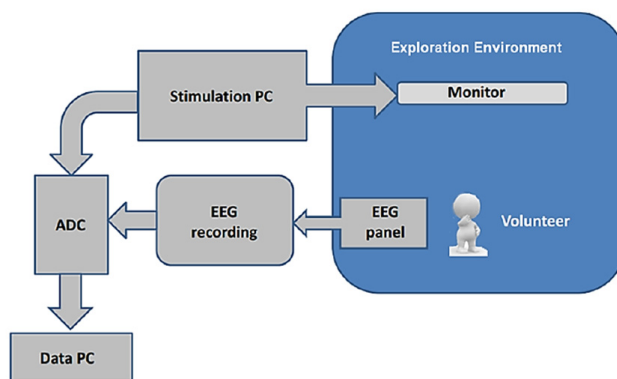 Exploration Environment
Stimulation PC
Monitor
ADC
EEG
recording
EEG
panel
Volunteer
Data PC